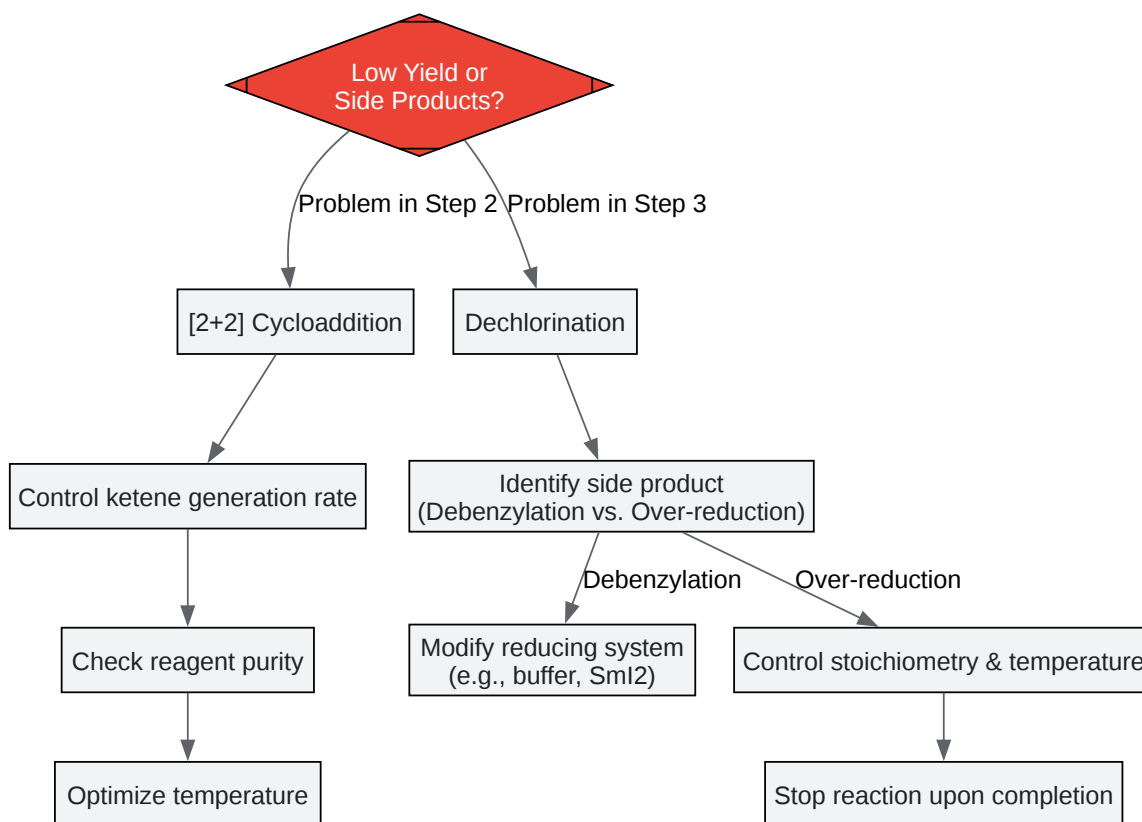 Low Yield or
Side Products?
Problem in Step 2
Problem in Step 3
[2+2] Cycloaddition
Dechlorination
Control ketene generation rate
Identify side product
(Debenzylation vs. Over-reduction)
Debenzylation
Over-reduction
Check reagent purity
Modify reducing system
(e.g., buffer, SmI2)
Control stoichiometry & temperature
Optimize temperature
Stop reaction upon completion